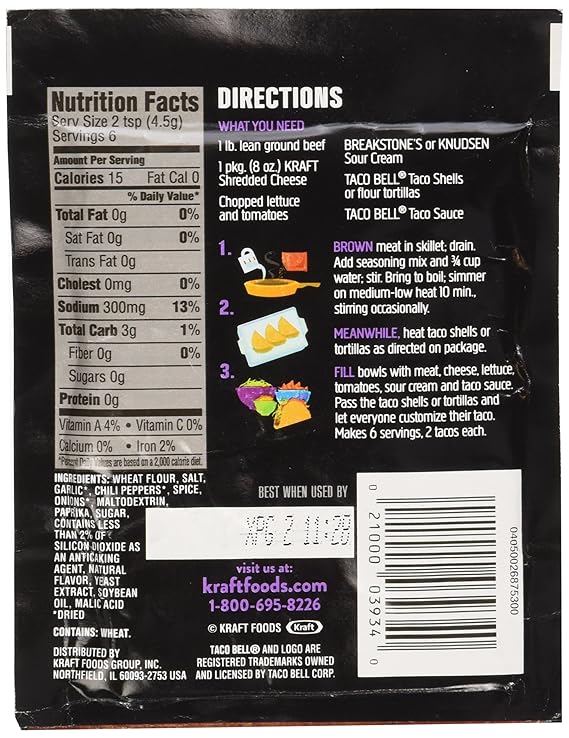 Nutrition Facts
Serv Size 2 tsp (4.5g)
Servings 6
Amount Per Serving
Calories 15 Fat Cal 0
% Daily Value*
Total Fat 0g 0%
Sat Fat 0g 0%
Trans Fat 0g
Cholest 0mg 0%
Sodium 300mg 13%
Total Carb 3g 1%
Fiber 0g 0%
Sugars 0g
Protein 0g
Vitamin A 4% • Vitamin C 0%
Calcium 0% • Iron 2%
*Percent Daily Values are based on a 2,000 calorie diet.
INGREDIENTS: WHEAT FLOUR, SALT,
GARLIC*, CHILI PEPPERS*, SPICE,
ONIONS*, MALTODEXTRIN,
PAPRIKA, SUGAR,
CONTAINS LESS
THAN 2% OF
SILICON DIOXIDE AS
AN ANTICAKING
AGENT, NATURAL
FLAVOR, YEAST
EXTRACT, SOYBEAN
OIL, MALIC ACID
*DRIED
CONTAINS: WHEAT.
DISTRIBUTED BY
KRAFT FOODS GROUP, INC.
NORTHFIELD, IL 60093-2753 USA
DIRECTIONS
WHAT YOU NEED
1 lb. lean ground beef
1 pkg. (8 oz.) KRAFT
Shredded Cheese
Chopped lettuce
and tomatoes
BREAKSTONE'S or KNUDSEN
Sour Cream
TACO BELL® Taco Shells
or flour tortillas
TACO BELL® Taco Sauce
1.
BROWN meat in skillet; drain.
Add seasoning mix and ¾ cup
water; stir. Bring to boil; simmer
on medium-low heat 10 min.,
stirring occasionally.
2.
MEANWHILE, heat taco shells or
tortillas as directed on package.
3.
FILL bowls with meat, cheese, lettuce,
tomatoes, sour cream and taco sauce.
Pass the taco shells or tortillas and
let everyone customize their taco.
Makes 6 servings, 2 tacos each.
BEST WHEN USED BY
XPG 2 11:28
visit us at:
kraftfoods.com
1-800-695-8226
© KRAFT FOODS Kraft
TACO BELL® AND LOGO ARE
REGISTERED TRADEMARKS OWNED
AND LICENSED BY TACO BELL CORP.
0 21000 03934 0
04050026875300